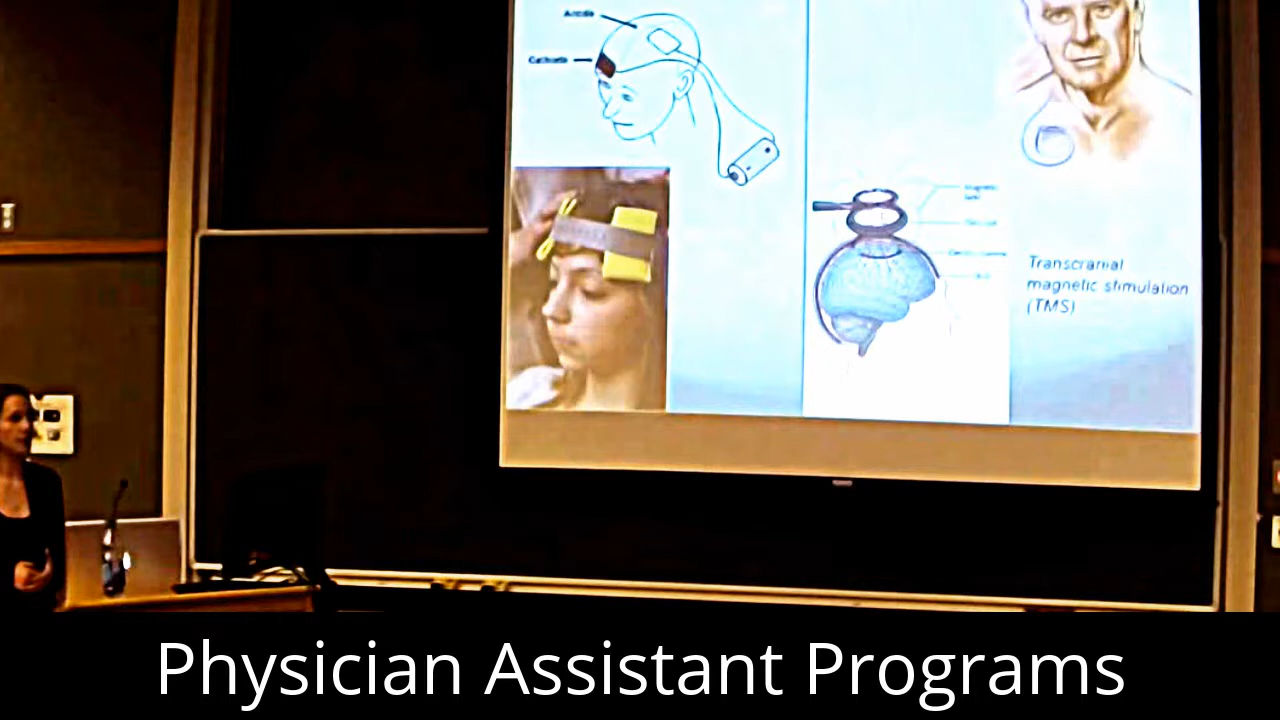 Anode
Cathode
Transcranial
magnetic stimulation
(TMS)
Physician Assistant Programs